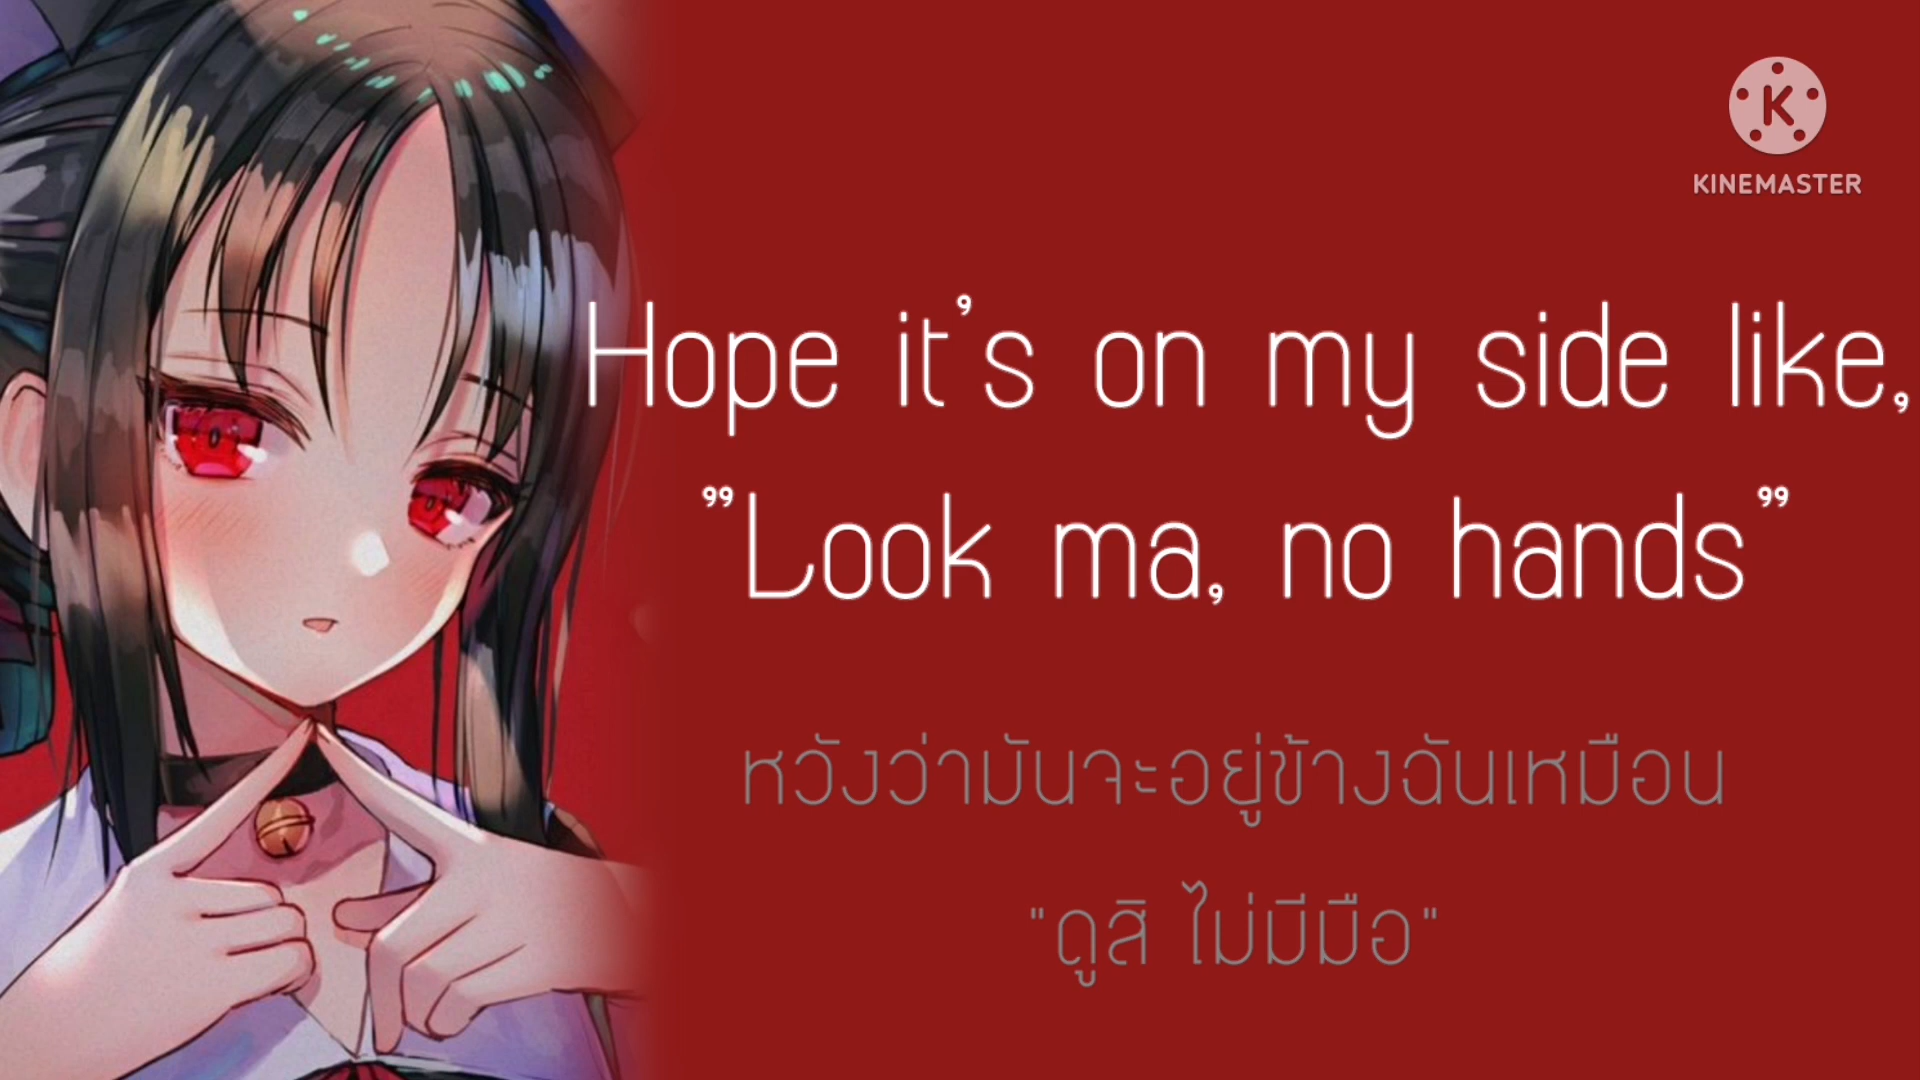 KINEMASTER
Hope it's on my side like,
"Look ma, no hands"
หวังว่ามันจะอยู่ข้างฉันเหมือน
"ดูสิ ไม่มีมือ"